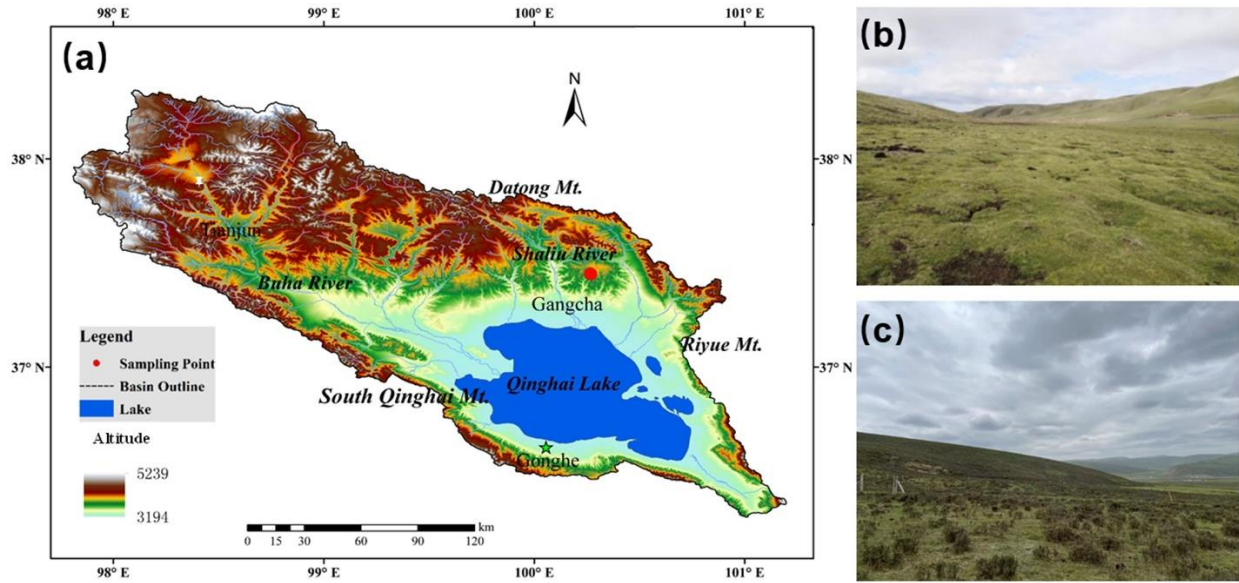 98° E
99° E
100° E
101° E
(a)
N
38° N
38° N
Datong Mt.
Tianjun
Shaliu River
Buha River
Gangcha
Riyue Mt.
37° N
37° N
Legend
Sampling Point
Basin Outline
Lake
Qinghai Lake
South Qinghai Mt.
Altitude
Gonghe
5239
3194
km
0 15 30 60 90 120
98° E
99° E
100° E
101° E
(b)
(c)